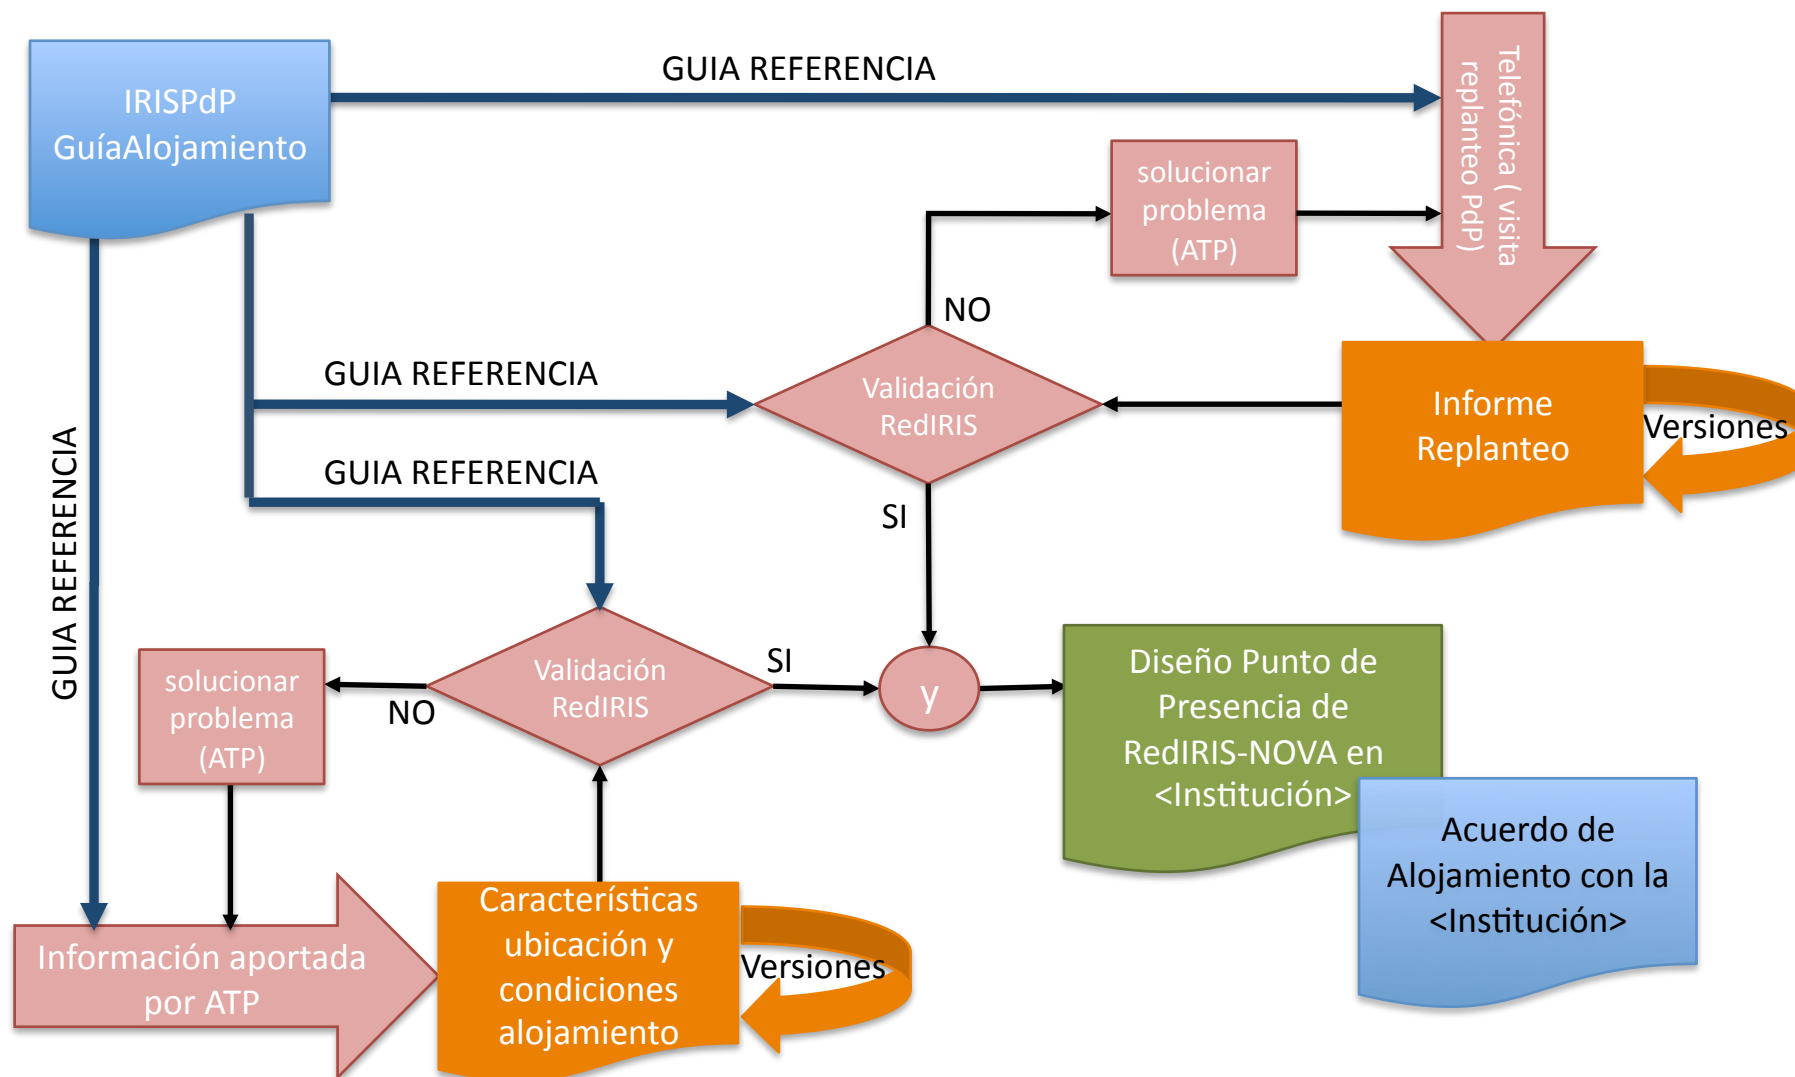 IRISPdP
GuíaAlojamiento
GUIA REFERENCIA
Telefónica ( visita
replanteo PdP)
solucionar
problema
(ATP)
NO
GUIA REFERENCIA
Validación
RedIRIS
Informe
Replanteo
Versiones
GUIA REFERENCIA
SI
GUIA REFERENCIA
solucionar
problema
(ATP)
NO
Validación
RedIRIS
SI
y
Diseño Punto de
Presencia de
RedIRIS-NOVA en
<Institución>
Acuerdo de
Alojamiento con la
<Institución>
Información aportada
por ATP
Características
ubicación y
condiciones
alojamiento
Versiones